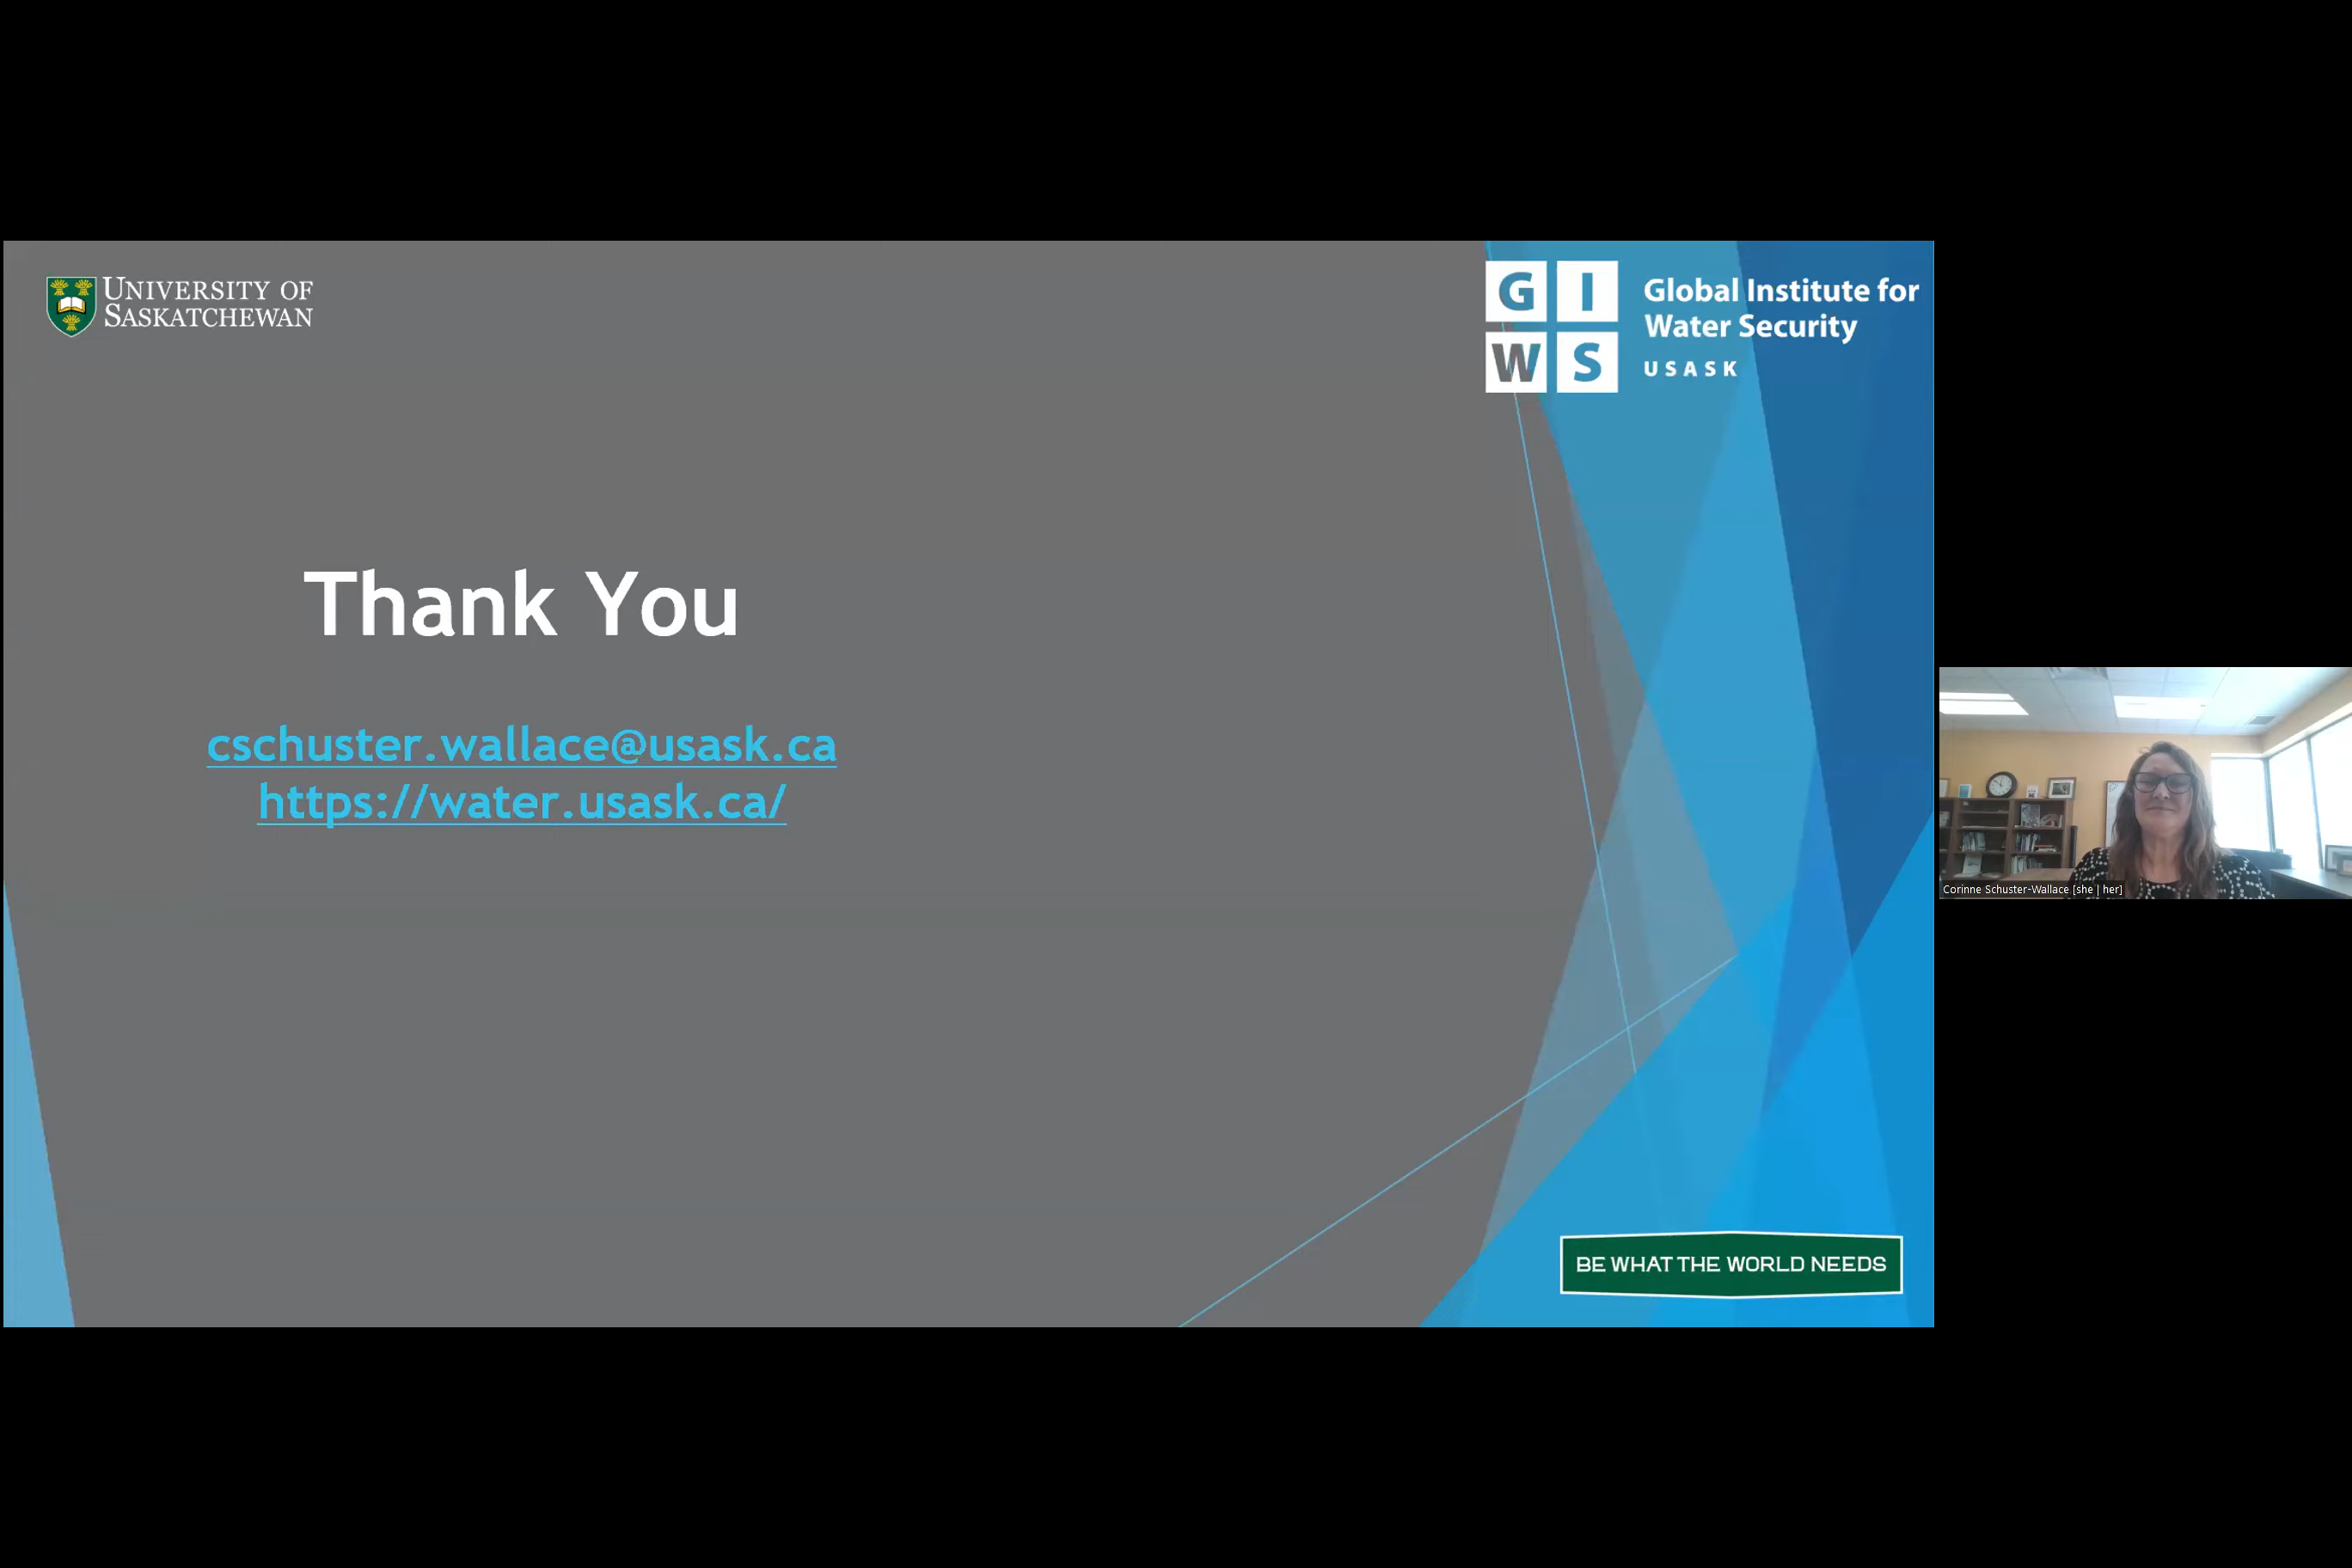 UNIVERSITY OF
SASKATCHEWAN
G I
W S
Global Institute for
Water Security
USASK
Thank You
cschuster.wallace@usask.ca
https://water.usask.ca/
Corinne Schuster-Wallace [she | her]
BE WHAT THE WORLD NEEDS